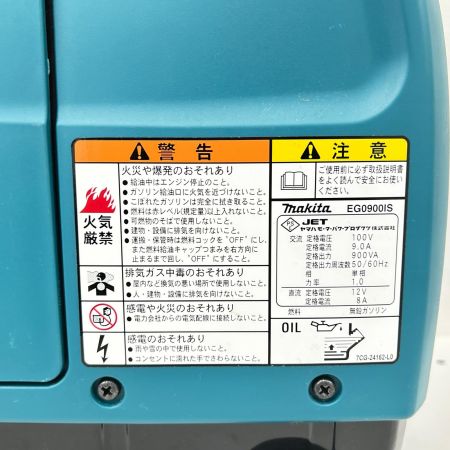 警告
火災や爆発のおそれあり
●給油中はエンジン停止のこと。
●ガソリン給油口に火気を近づけないこと。
●こぼれたガソリンは完全に拭き取ること。
●燃料は赤レベル(規定量)以上入れないこと。
●可燃物のそばで使用しないこと。
●建物・設備に排気を向けないこと。
●運搬・保管時は燃料コックを"OFF"にし、
また燃料給油キャップつまみを右方向に
止まるまで回し、"OFF"にすること。
火気
厳禁
排気ガス中毒のおそれあり
●屋内など換気の悪い場所で使用しないこと。
●人・建物・設備に排気を向けないこと。
感電や火災のおそれあり
●電力会社からの電気配線に接続しないこと。
感電のおそれあり
●雨や雪の中で使用しないこと。
●コンセントに濡れた手でさわらないこと。
注意
ご使用前に必ず取扱説明書
をよく読んで安全にお使い
ください。
makita EG0900IS
JET
ヤマハモーターパワープロダクツ株式会社
交流 定格電圧 100V
定格電流 9.0A
定格出力 900VA
定格出力周波数 50/60Hz
相 単相
力率 1.0
直流 定格電圧 12V
定格電流 8A
燃料 無鉛ガソリン
OIL
7CG-24162-L0